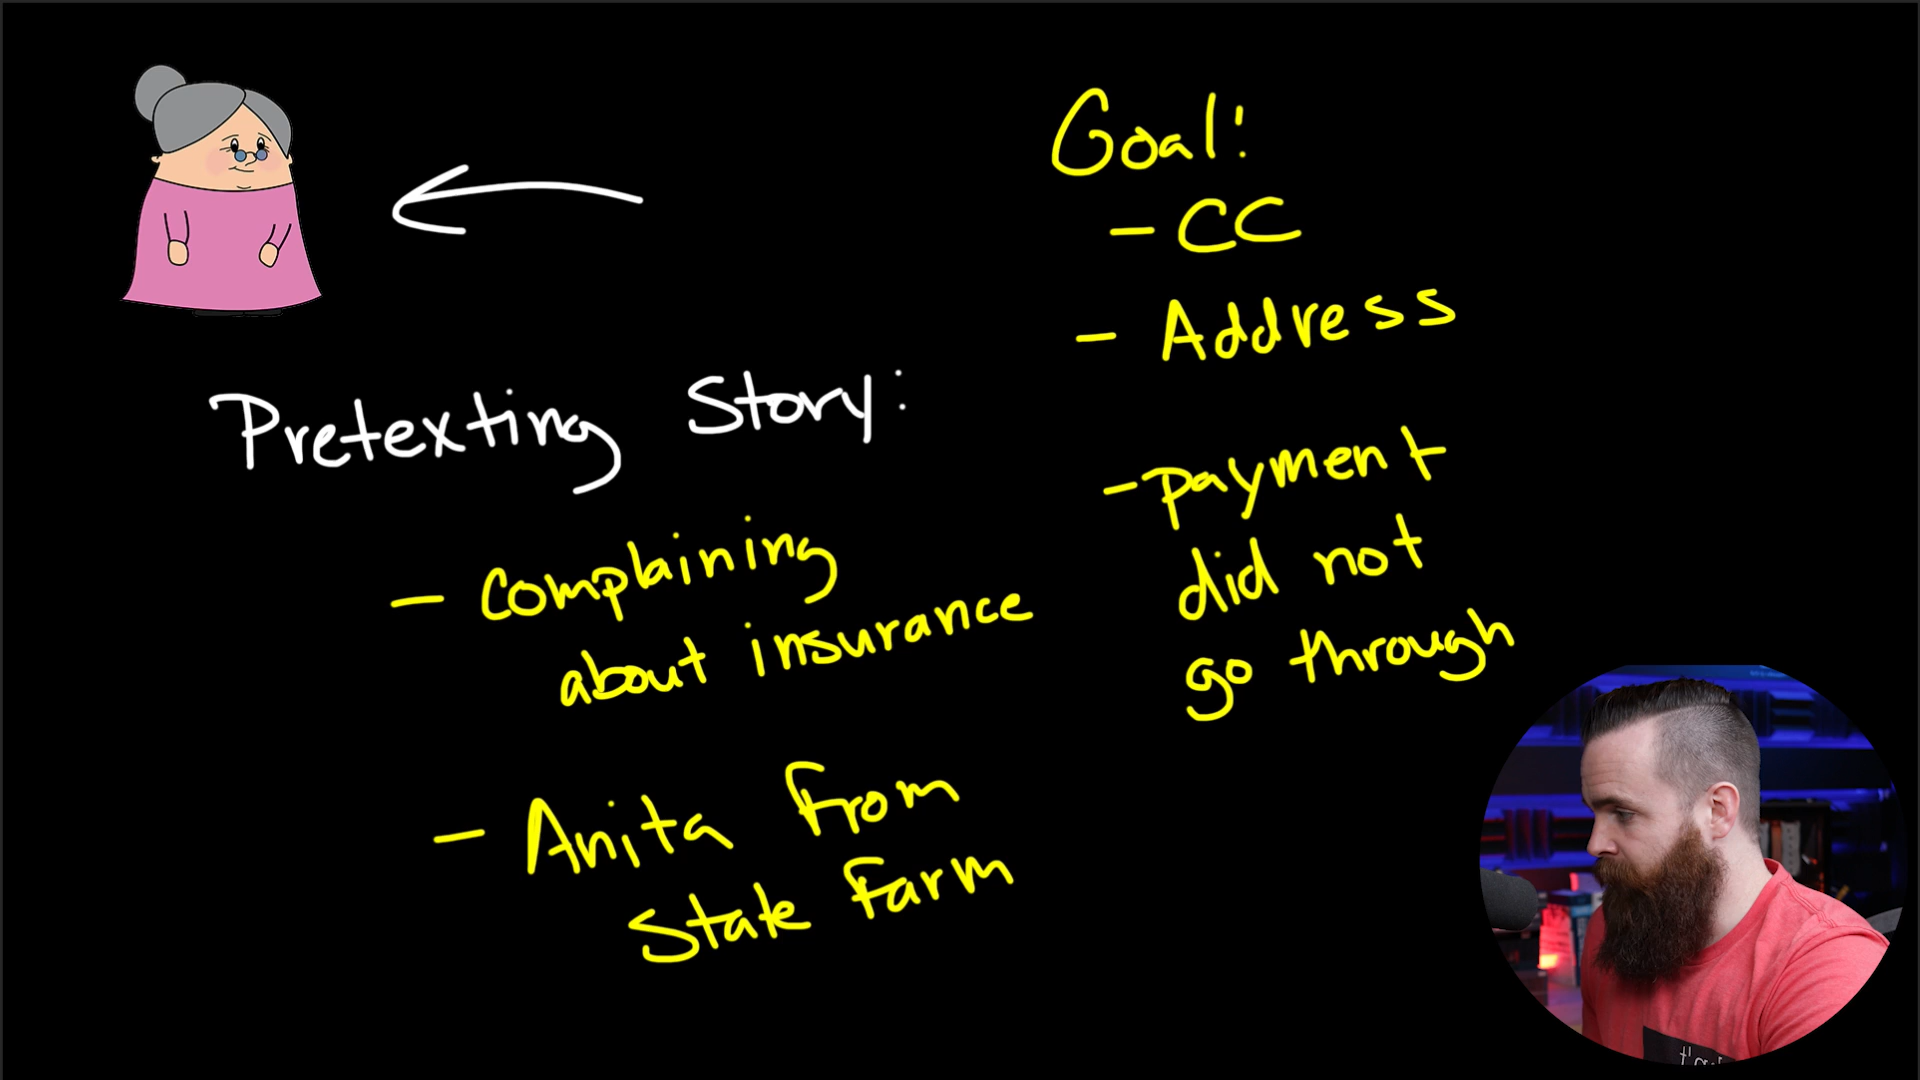 Pretexting Story:
- Complaining
about insurance
- Anita from
State Farm
Goal:
- CC
- Address
- payment
did not
go through